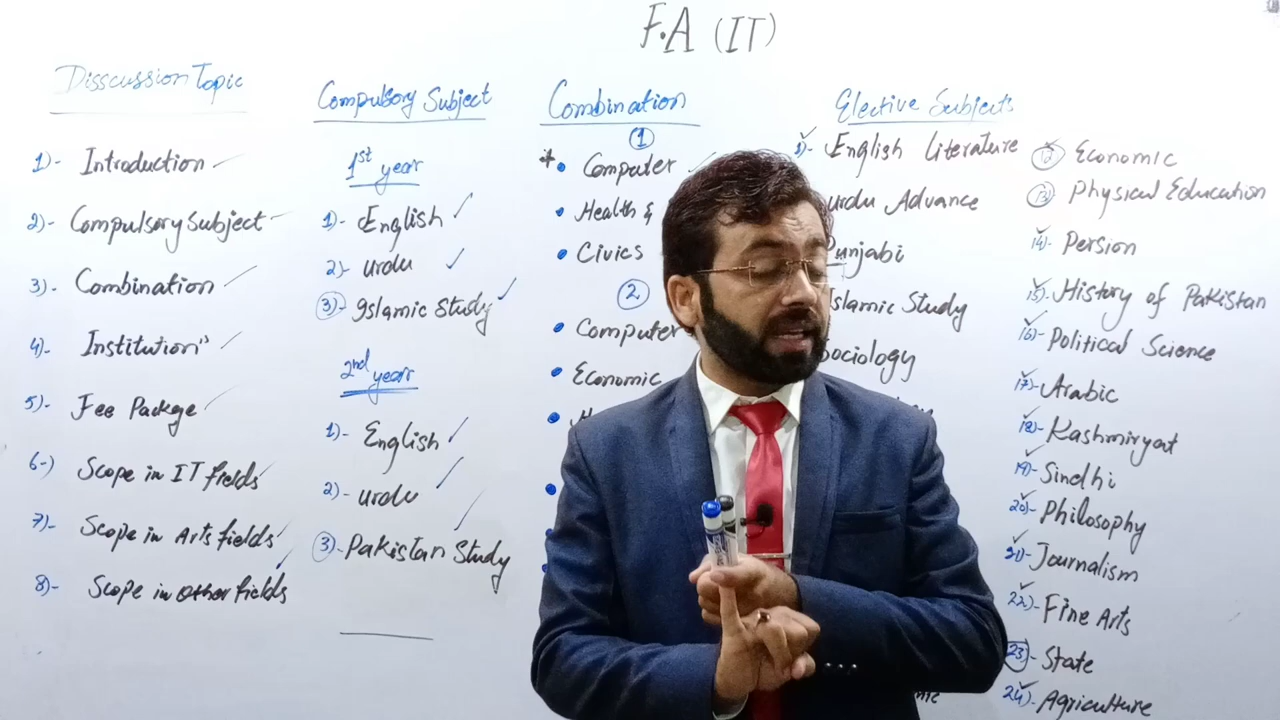 F.A (IT)
Disscussion Topic
1)- Introduction
2)- Compulsory Subject
3)- Combination
4)- Institution"
5)- Fee Packge
6-) Scope in IT fields
7)- Scope in Arts fields
8)- Scope in other fields
Compulsory Subject
1st year
1)- English
2)- urdu
3)- Islamic Study
2nd year
1)- English
2)- urdu
3)- Pakistan Study
Combination
1
* • Computer
• Health &
• Civics
2
• Computer
• Economic
Elective Subjects
English Literature
urdu Advance
Punjabi
Islamic Study
Sociology
Economic
13 Physical Education
14)- Persion
15)- History of Pakistan
16)- Political Science
17)- Arabic
18)- Kashmiryat
19)- Sindhi
20)- Philosophy
21)- Journalism
22)- Fine Arts
23)- State
24)- Agriculture